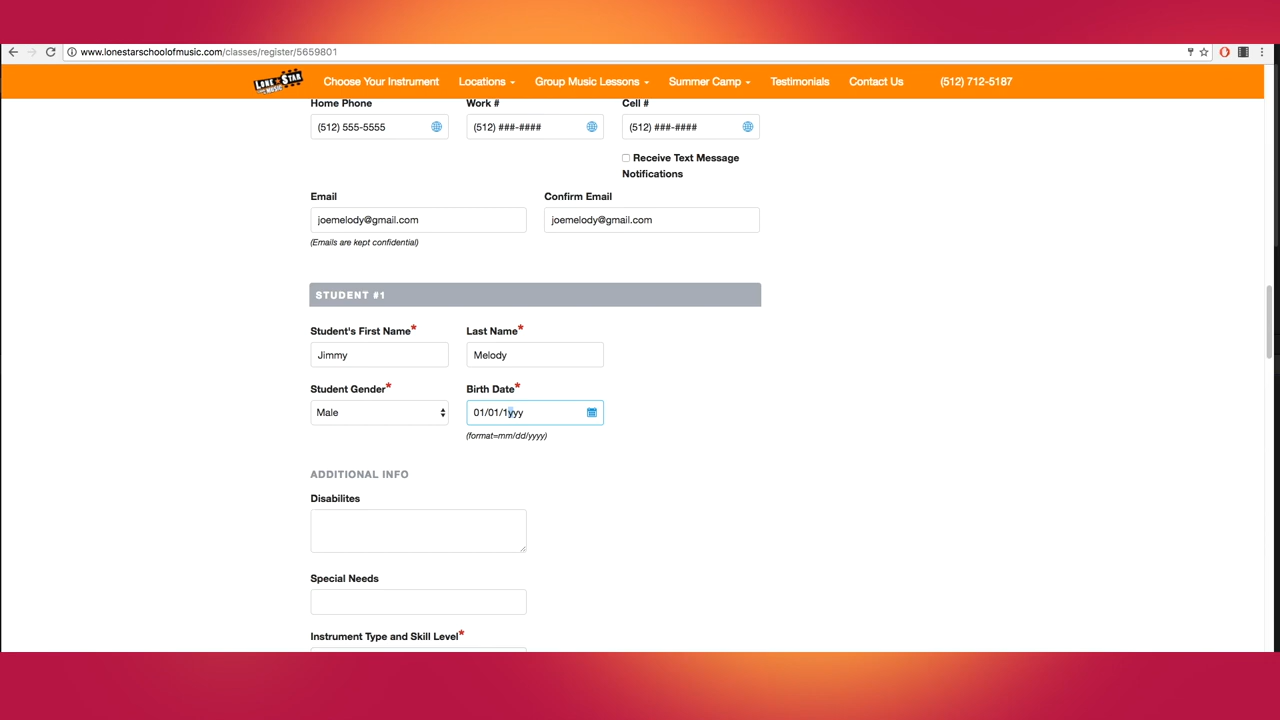 www.lonestarschoolofmusic.com/classes/register/5659801
LONE STAR
MUSIC
Choose Your Instrument Locations Group Music Lessons Summer Camp Testimonials Contact Us (512) 712-5187
Home Phone Work # Cell #
(512) 555-5555 (512) ###-#### (512) ###-####
Receive Text Message
Notifications
Email Confirm Email
joemelody@gmail.com joemelody@gmail.com
(Emails are kept confidential)
STUDENT #1
Student's First Name* Last Name*
Jimmy Melody
Student Gender* Birth Date*
Male 01/01/1yyy
(format=mm/dd/yyyy)
ADDITIONAL INFO
Disabilites
Special Needs
Instrument Type and Skill Level*